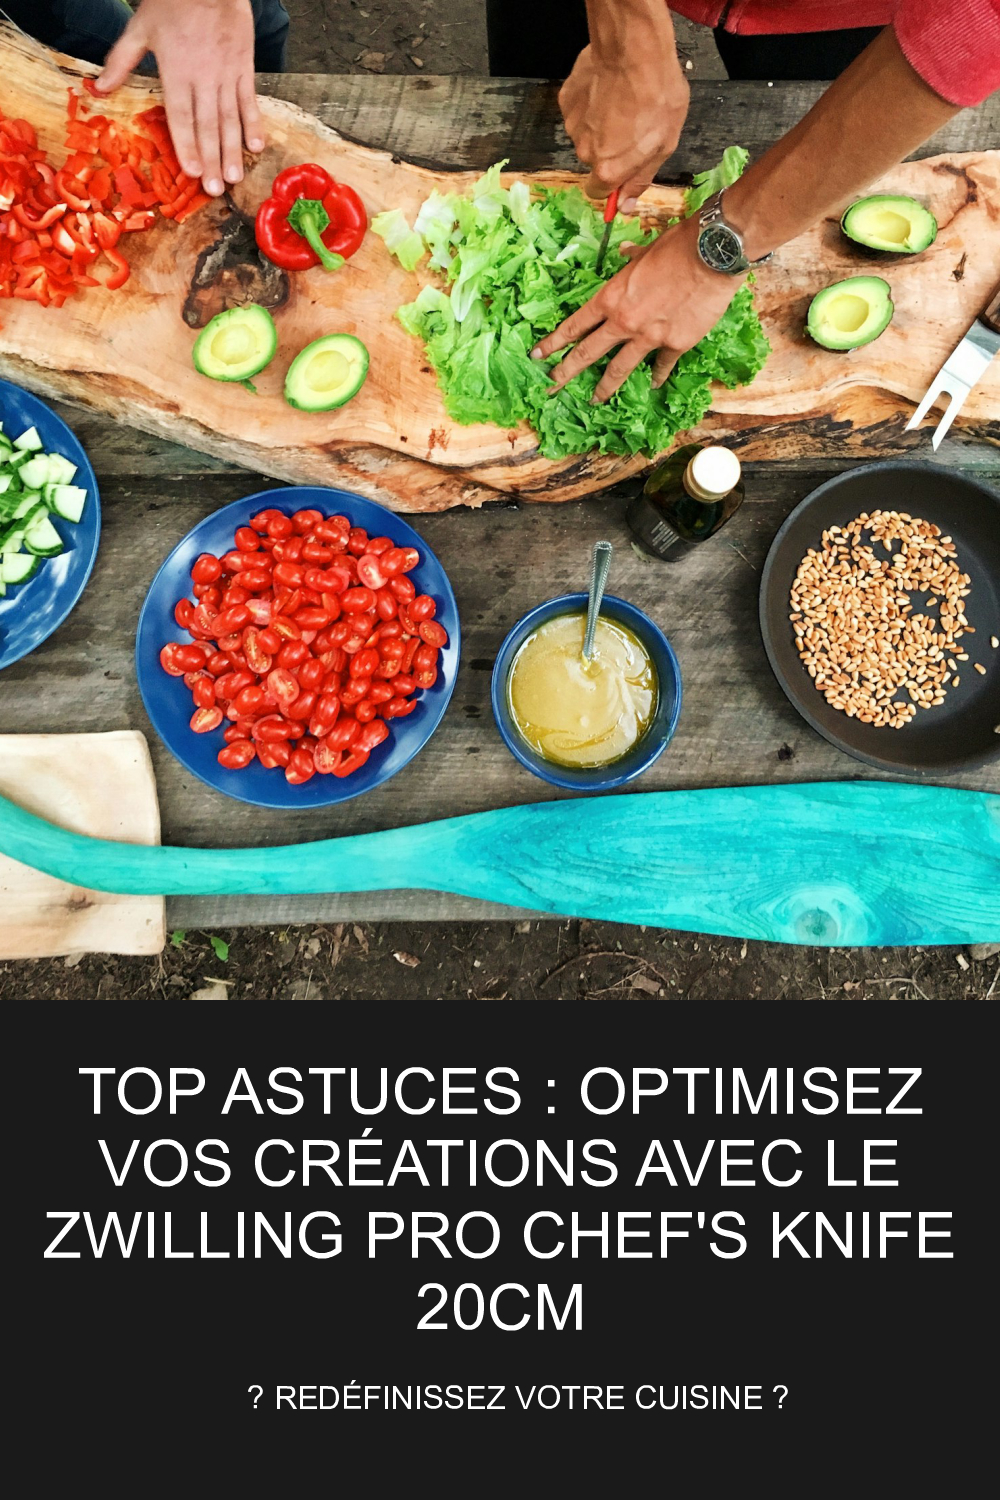 TOP ASTUCES : OPTIMISEZ
VOS CRÉATIONS AVEC LE
ZWILLING PRO CHEF'S KNIFE
20CM
? REDÉFINISSEZ VOTRE CUISINE ?